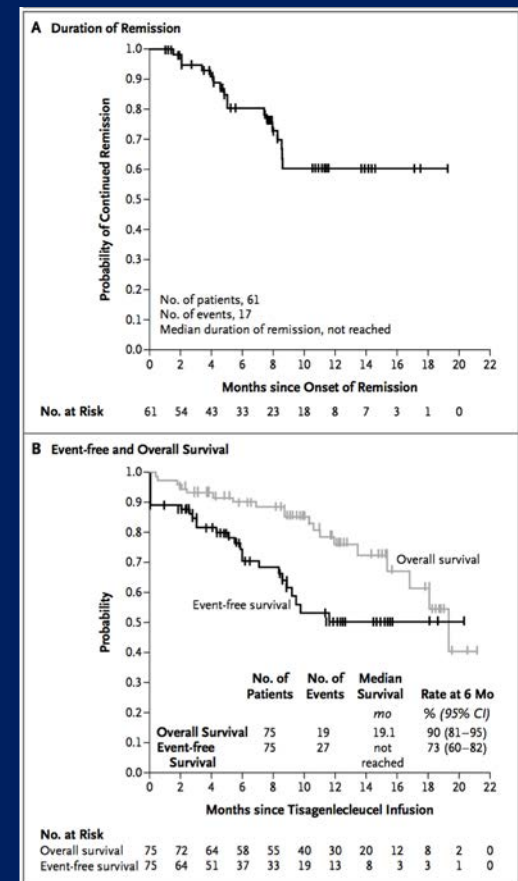 A Duration of Remission
1.0
0.9
0.8
0.7
0.6
0.5
0.4
0.3
0.2
0.1
0.0
Probability of Continued Remission
No. of patients, 61
No. of events, 17
Median duration of remission, not reached
0 2 4 6 8 10 12 14 16 18 20 22
Months since Onset of Remission
No. at Risk 61 54 43 33 23 18 8 7 3 1 0
B Event-free and Overall Survival
1.0
0.9
0.8
0.7
0.6
0.5
0.4
0.3
0.2
0.1
0.0
Probability
Overall survival
Event-free survival
No. of Patients No. of Events Median Survival Rate at 6 Mo
mo % (95% CI)
Overall Survival 75 19 19.1 90 (81–95)
Event-free Survival 75 27 not reached 73 (60–82)
0 2 4 6 8 10 12 14 16 18 20 22
Months since Tisagenlecleucel Infusion
No. at Risk
Overall survival 75 72 64 58 55 40 30 20 12 8 2 0
Event-free survival 75 64 51 37 33 19 13 8 3 3 1 0